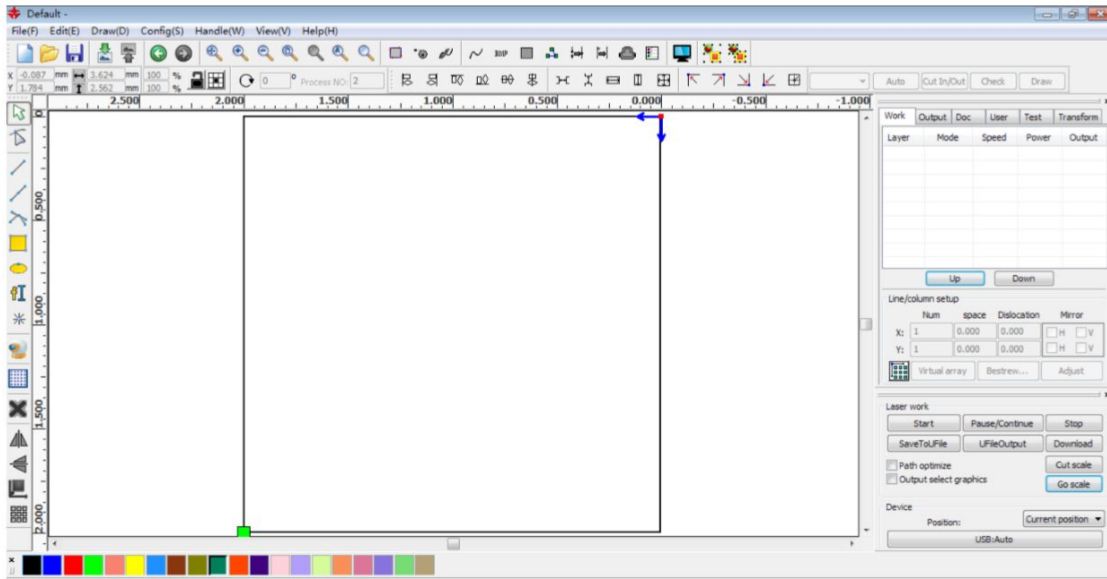 Default -
File(F) Edit(E) Draw(D) Config(S) Handle(W) View(V) Help(H)
BMP
X -0.087 mm 3.624 mm 100 % 0 ° Process NO: 2 Auto Cut In/Out Check Draw
Y 1.784 mm 2.562 mm 100 %
2.500 2.000 1.500 1.000 0.500 0.000 -0.500 -1.000
0
0.500
1.000
1.500
2.000
Work Output Doc User Test Transform
Layer Mode Speed Power Output
Up Down
Line/column setup
Num space Dislocation Mirror
X: 1 0.000 0.000 H V
Y: 1 0.000 0.000 H V
Virtual array Bestrew... Adjust
Laser work
Start Pause/Continue Stop
SaveToUFile UFileOutput Download
Path optimize Cut scale
Output select graphics Go scale
Device
Position: Current position
USB:Auto